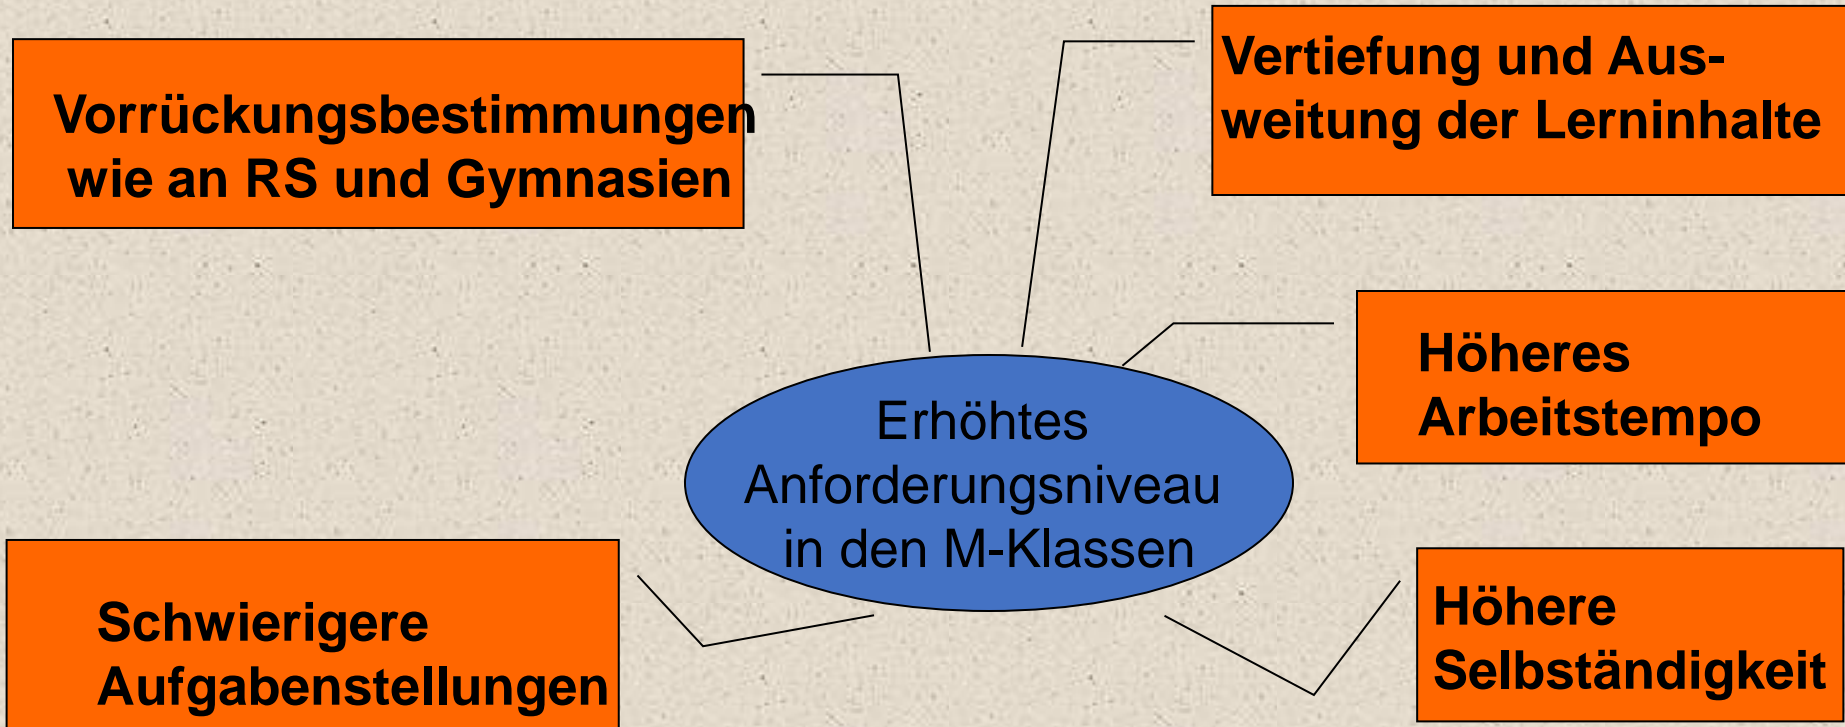 Vorrückungsbestimmungen
wie an RS und Gymnasien
Vertiefung und Aus-
weitung der Lerninhalte
Höheres
Arbeitstempo
Erhöhtes
Anforderungsniveau
in den M-Klassen
Schwierigere
Aufgabenstellungen
Höhere
Selbständigkeit